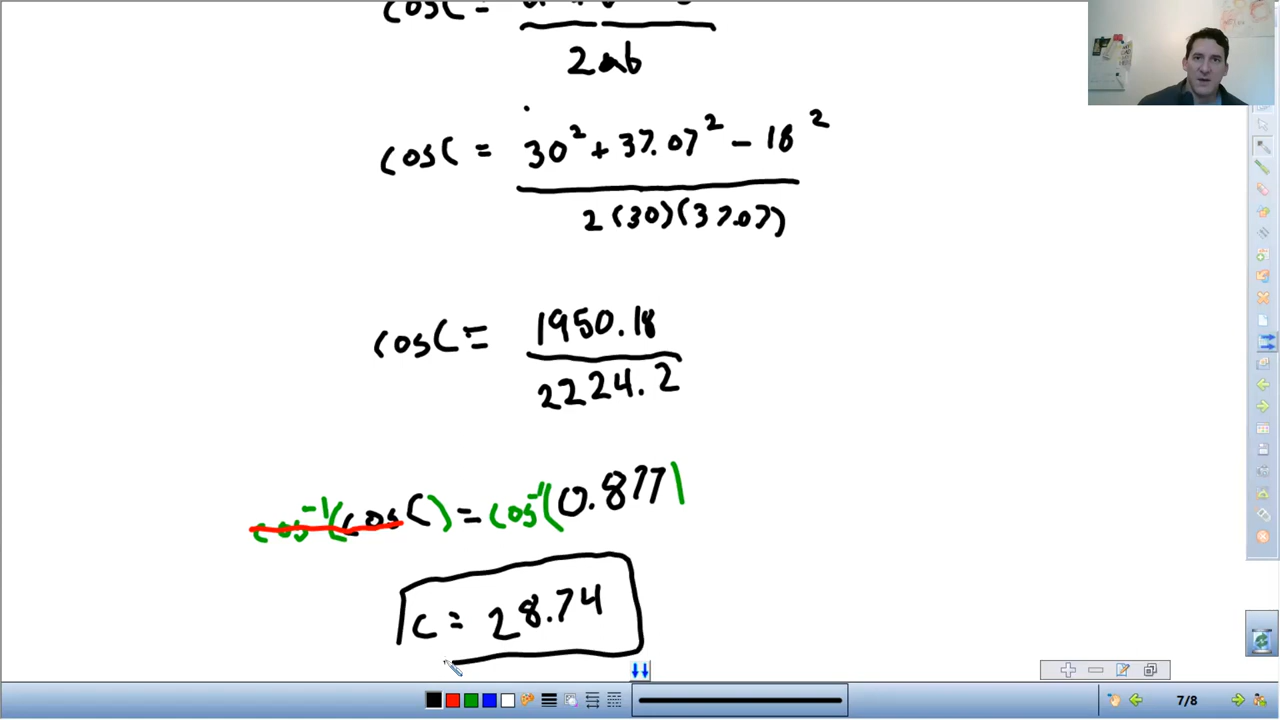 cosC =
2ab
cosC = 30² + 37.07² - 18²
2(30)(37.07)
cosC = 1950.18
2224.2
cos⁻¹(cosC) = cos⁻¹(0.877)
C = 28.74
7/8